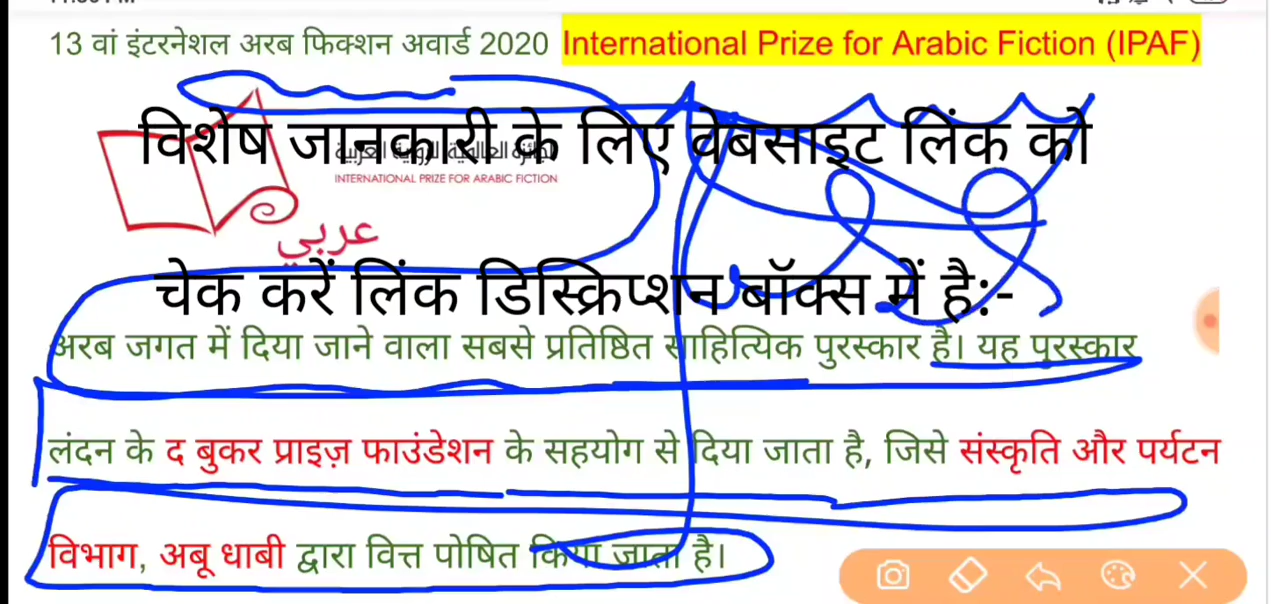 13 वां इंटरनेशल अरब फिक्शन अवार्ड 2020 International Prize for Arabic Fiction (IPAF)
विशेष जानकारी के लिए वेबसाइट लिंक को
INTERNATIONAL PRIZE FOR ARABIC FICTION
عربي
चेक करें लिंक डिस्क्रिप्शन बॉक्स में है:-
अरब जगत में दिया जाने वाला सबसे प्रतिष्ठित साहित्यिक पुरस्कार है। यह पुरस्कार
लंदन के द बुकर प्राइज़ फाउंडेशन के सहयोग से दिया जाता है, जिसे संस्कृति और पर्यटन
विभाग, अबू धाबी द्वारा वित्त पोषित किया जाता है।